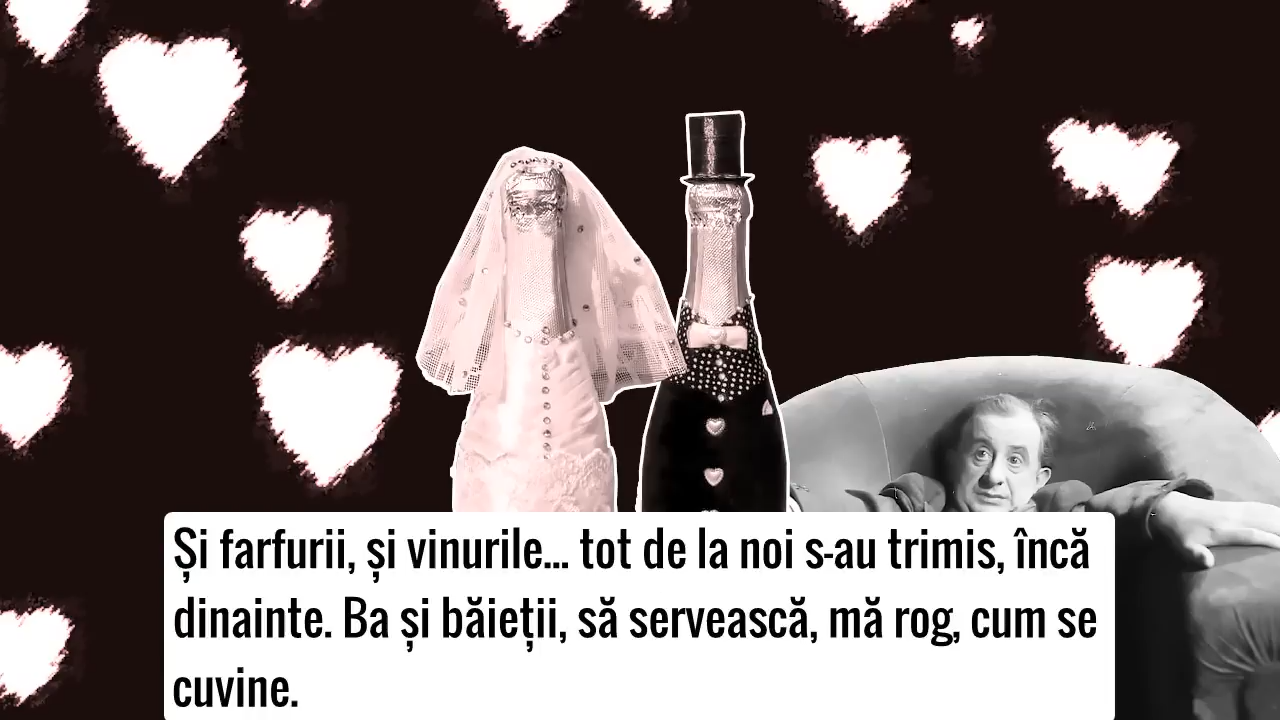 Și farfurii, și vinurile... tot de la noi s-au trimis, încă
dinainte. Ba și băieții, să servească, mă rog, cum se
cuvine.